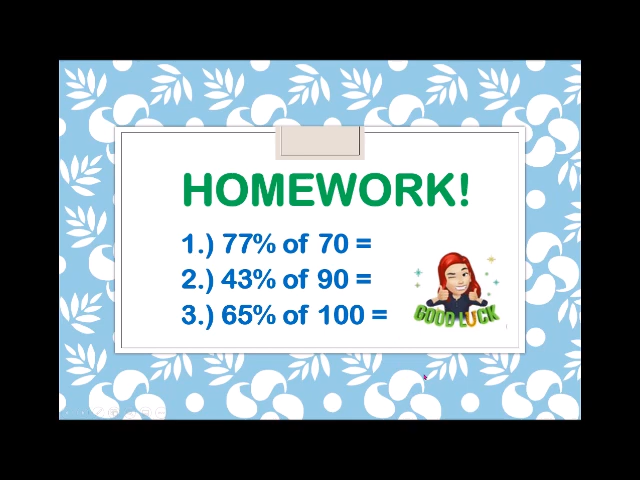 HOMEWORK!
1.) 77% of 70 =
2.) 43% of 90 =
3.) 65% of 100 =
GOOD LUCK